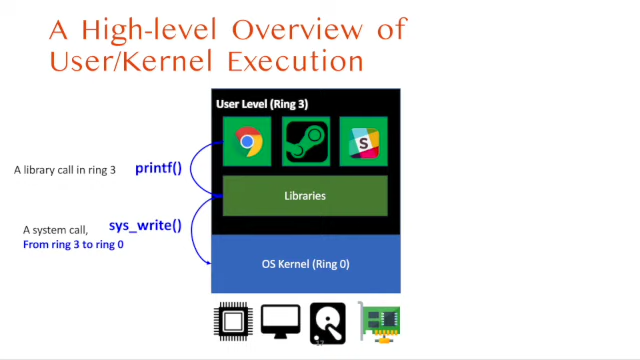 A High-level Overview of
User/Kernel Execution
User Level (Ring 3)
S
A library call in ring 3
printf()
Libraries
A system call,
From ring 3 to ring 0
sys_write()
OS Kernel (Ring 0)